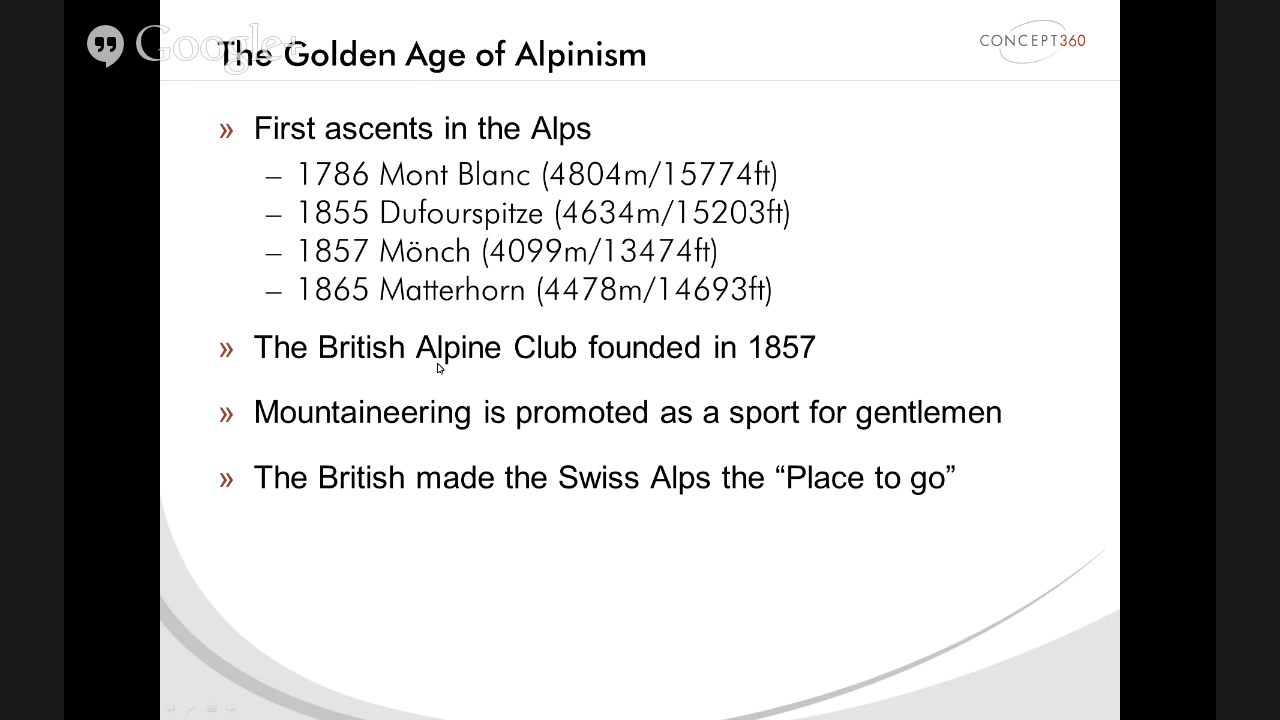 Google+
The Golden Age of Alpinism
CONCEPT360
» First ascents in the Alps
– 1786 Mont Blanc (4804m/15774ft)
– 1855 Dufourspitze (4634m/15203ft)
– 1857 Mönch (4099m/13474ft)
– 1865 Matterhorn (4478m/14693ft)
» The British Alpine Club founded in 1857
» Mountaineering is promoted as a sport for gentlemen
» The British made the Swiss Alps the “Place to go”